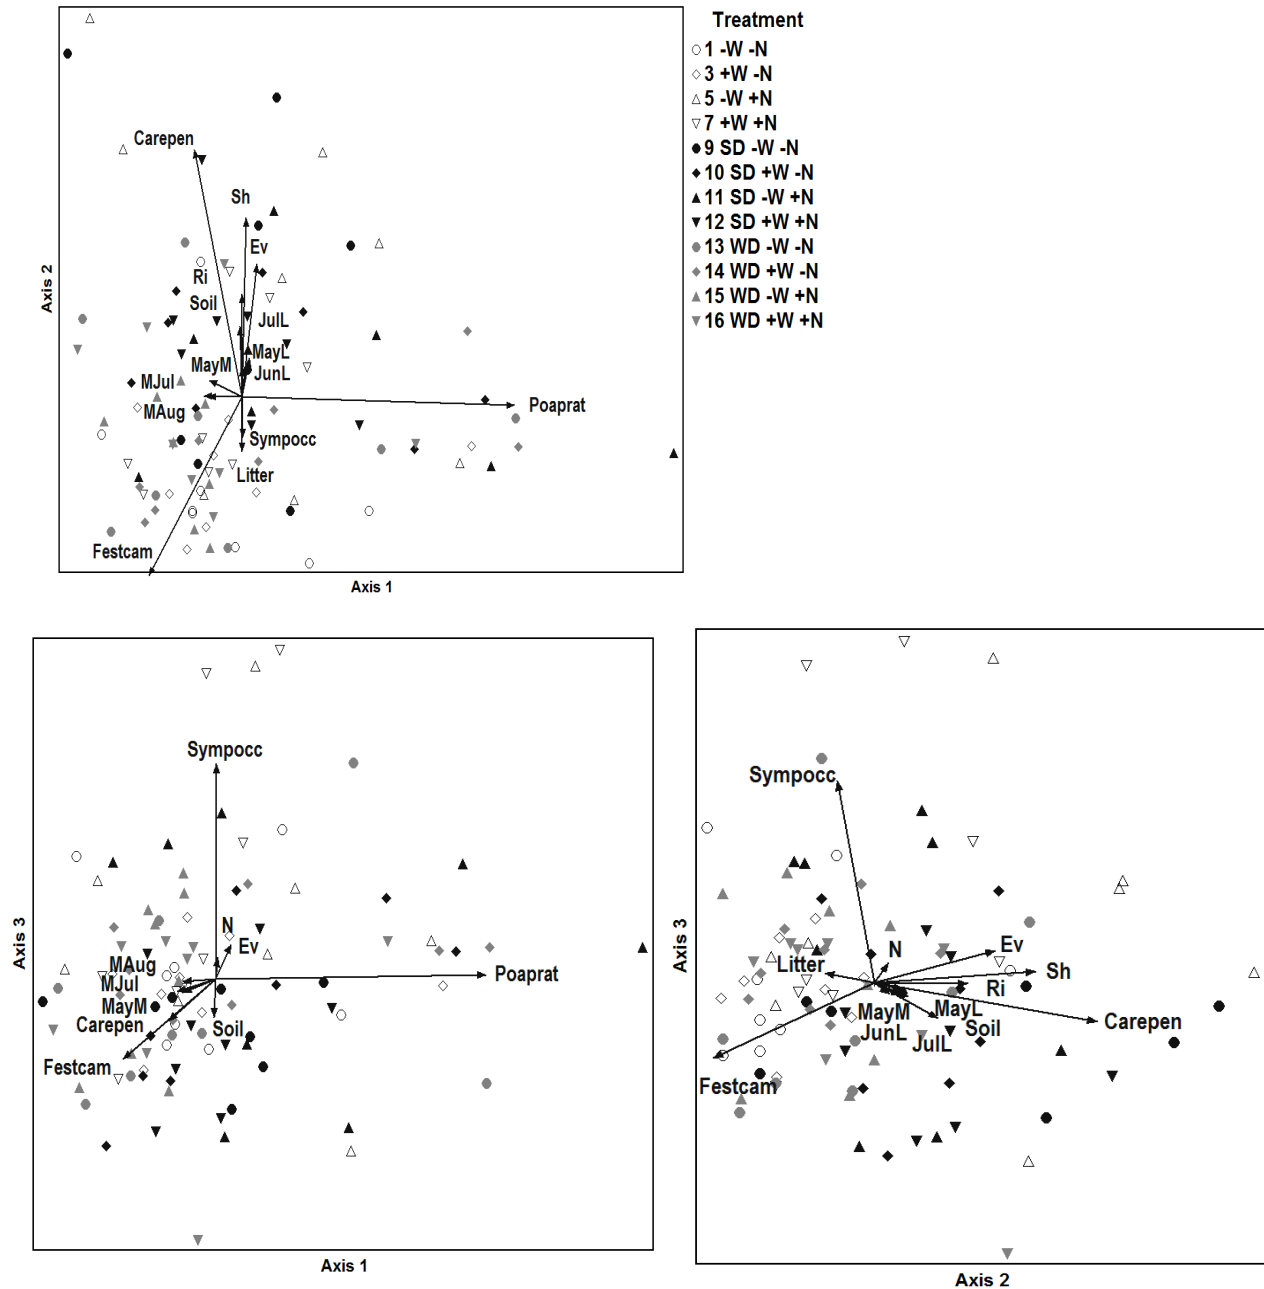 Treatment
1 -W -N
3 +W -N
5 -W +N
7 +W +N
9 SD -W -N
10 SD +W -N
11 SD -W +N
12 SD +W +N
13 WD -W -N
14 WD +W -N
15 WD -W +N
16 WD +W +N
Carepen
Sh
Ev
Ri
Soil
JulL
MayL
MayM
JunL
MJul
MAug
Poaprat
Sympocc
Litter
Festcam
Axis 2
Axis 1
Sympocc
N
Ev
MAug
MJul
Poaprat
MayM
Carepen
Soil
Festcam
Axis 3
Axis 1
Sympocc
N
Ev
Litter
Sh
Ri
MayM
MayL
Carepen
JunL
Soil
JulL
Festcam
Axis 3
Axis 2